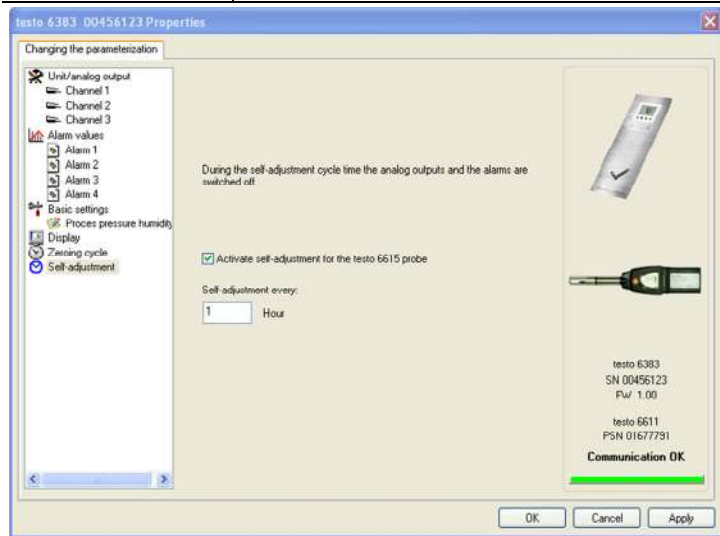 testo 6383 00456123 Properties
Changing the parameterization
Unit/analog output
Channel 1
Channel 2
Channel 3
Alarm values
Alarm 1
Alarm 2
Alarm 3
Alarm 4
Basic settings
Proces pressure humidity
Display
Zeroing cycle
Self-adjustment
During the self-adjustment cycle time the analog outputs and the alarms are
switched off.
Activate self-adjustment for the testo 6615 probe
Self-adjustment every:
1 Hour
testo 6383
SN 00456123
FW 1.00
testo 6611
PSN 01677791
Communication OK
OK Cancel Apply